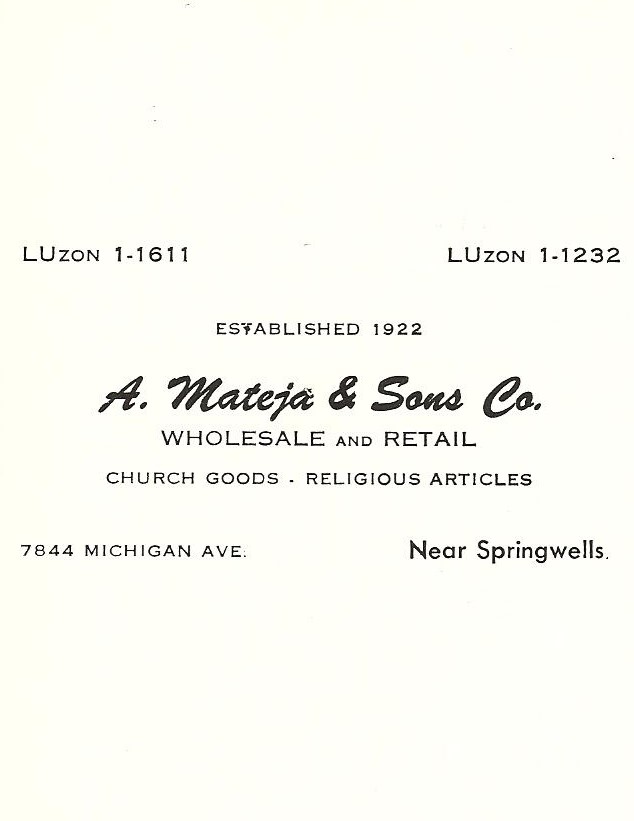 LUZON 1-1611 LUZON 1-1232
ESTABLISHED 1922
A. Mateja & Sons Co.
WHOLESALE AND RETAIL
CHURCH GOODS - RELIGIOUS ARTICLES
7844 MICHIGAN AVE. Near Springwells.